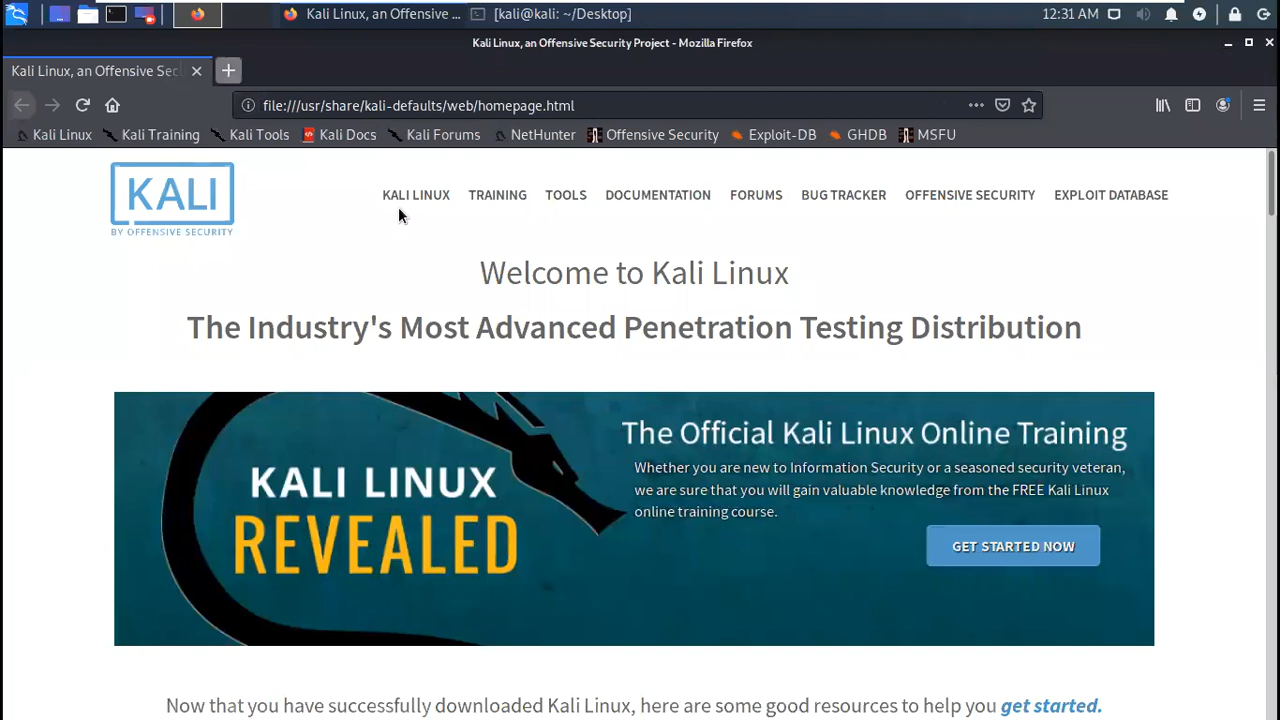 Kali Linux, an Offensive ...
[kali@kali: ~/Desktop]
12:31 AM
Kali Linux, an Offensive Security Project - Mozilla Firefox
Kali Linux, an Offensive Sec
file:///usr/share/kali-defaults/web/homepage.html
Kali Linux Kali Training Kali Tools Kali Docs Kali Forums NetHunter Offensive Security Exploit-DB GHDB MSFU
KALI
BY OFFENSIVE SECURITY
KALI LINUX TRAINING TOOLS DOCUMENTATION FORUMS BUG TRACKER OFFENSIVE SECURITY EXPLOIT DATABASE
Welcome to Kali Linux
The Industry's Most Advanced Penetration Testing Distribution
KALI LINUX
REVEALED
The Official Kali Linux Online Training
Whether you are new to Information Security or a seasoned security veteran,
we are sure that you will gain valuable knowledge from the FREE Kali Linux
online training course.
GET STARTED NOW
Now that you have successfully downloaded Kali Linux, here are some good resources to help you get started.